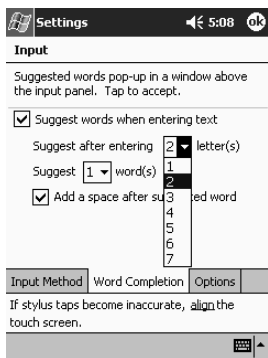 Settings 5:08 ok
Input
Suggested words pop-up in a window above
the input panel. Tap to accept.
Suggest words when entering text
Suggest after entering 2 letter(s)
1
Suggest 1 word(s)
2
Add a space after su ed word
3
4
5
6
7
Input Method Word Completion Options
If stylus taps become inaccurate, align the
touch screen.